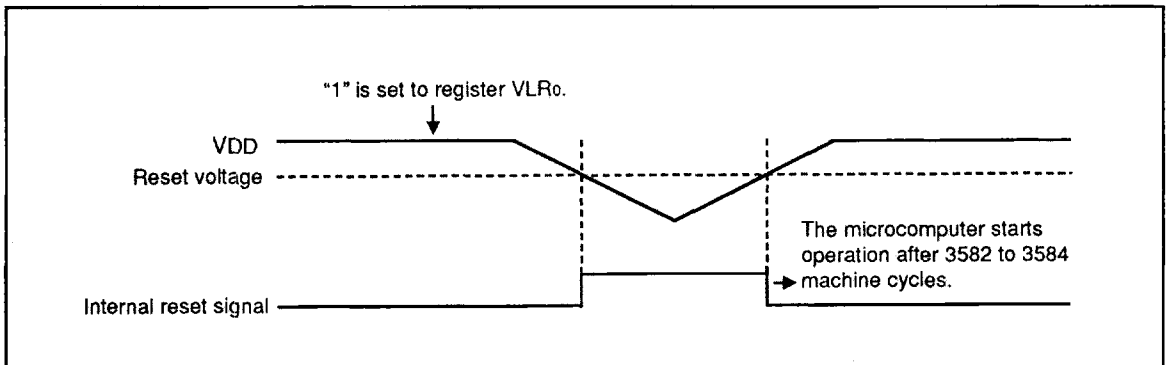 “1” is set to register VLR0.
VDD
Reset voltage
The microcomputer starts
operation after 3582 to 3584
machine cycles.
Internal reset signal